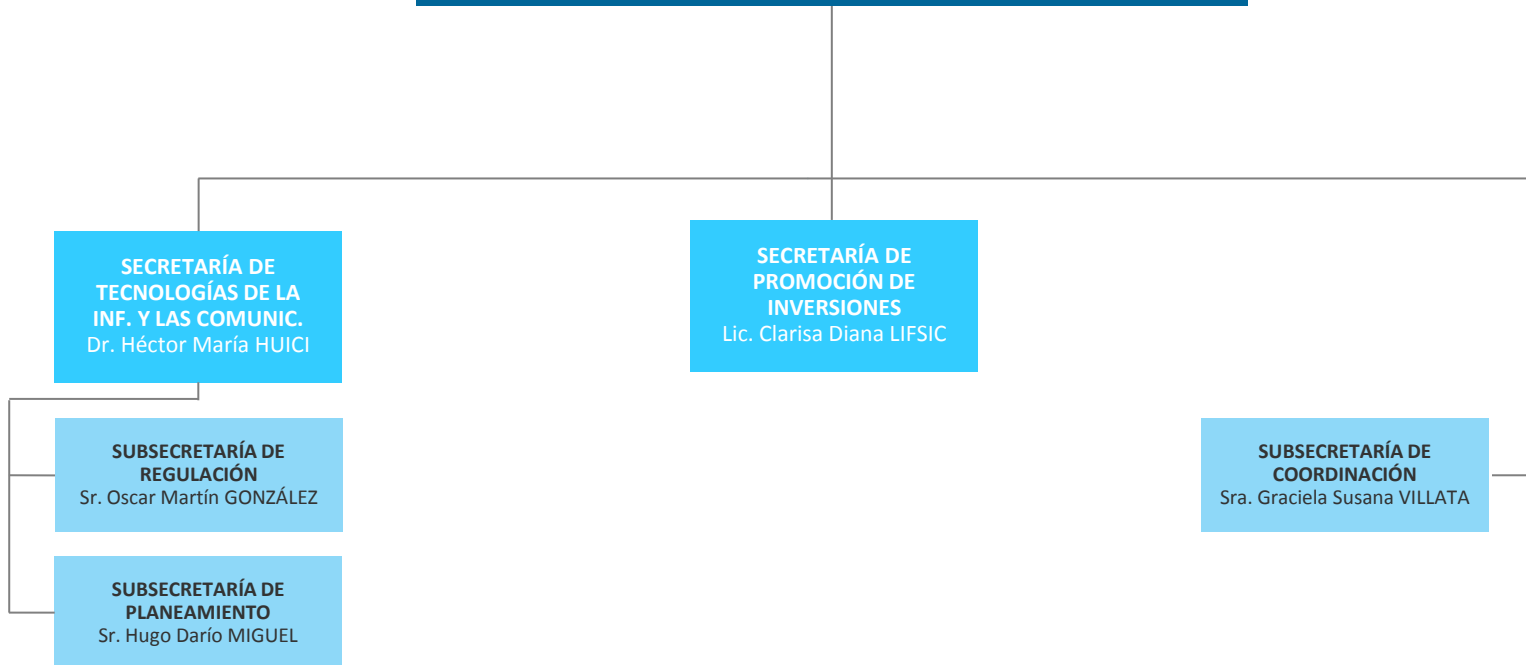 SECRETARÍA DE
TECNOLOGÍAS DE LA
INF. Y LAS COMUNIC.
Dr. Héctor María HUICI
SECRETARÍA DE
PROMOCIÓN DE
INVERSIONES
Lic. Clarisa Diana LIFSIC
SUBSECRETARÍA DE
REGULACIÓN
Sr. Oscar Martín GONZÁLEZ
SUBSECRETARÍA DE
COORDINACIÓN
Sra. Graciela Susana VILLATA
SUBSECRETARÍA DE
PLANEAMIENTO
Sr. Hugo Darío MIGUEL